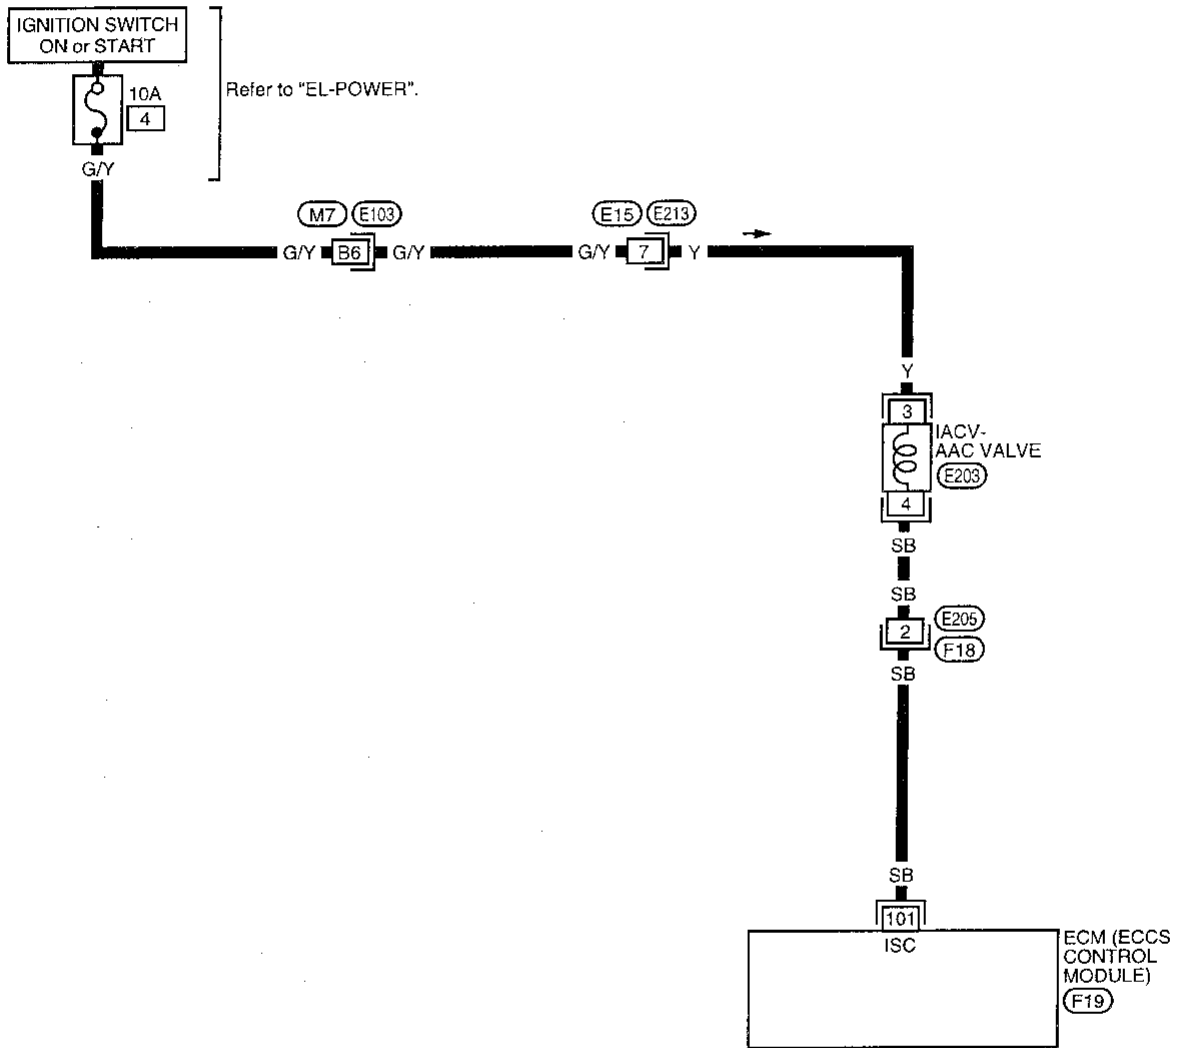 IGNITION SWITCH
ON or START
10A
4
Refer to "EL-POWER".
G/Y
M7 E103
E15 E213
G/Y B6 G/Y
G/Y 7 Y
Y
3
IACV-
AAC VALVE
E203
4
SB
SB
2
E205
F18
SB
SB
101
ISC
ECM (ECCS
CONTROL
MODULE)
F19